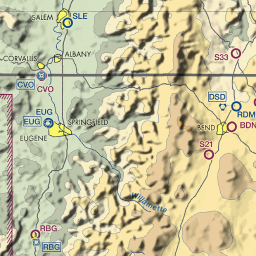 SALEM
SLE
ALBANY
CORVALLIS
CVO
CVO
S33
DSD
RDM
EUG
EUG
SPRINGFIELD
EUGENE
BEND
BDN
S21
Willamette
RBG
RBG